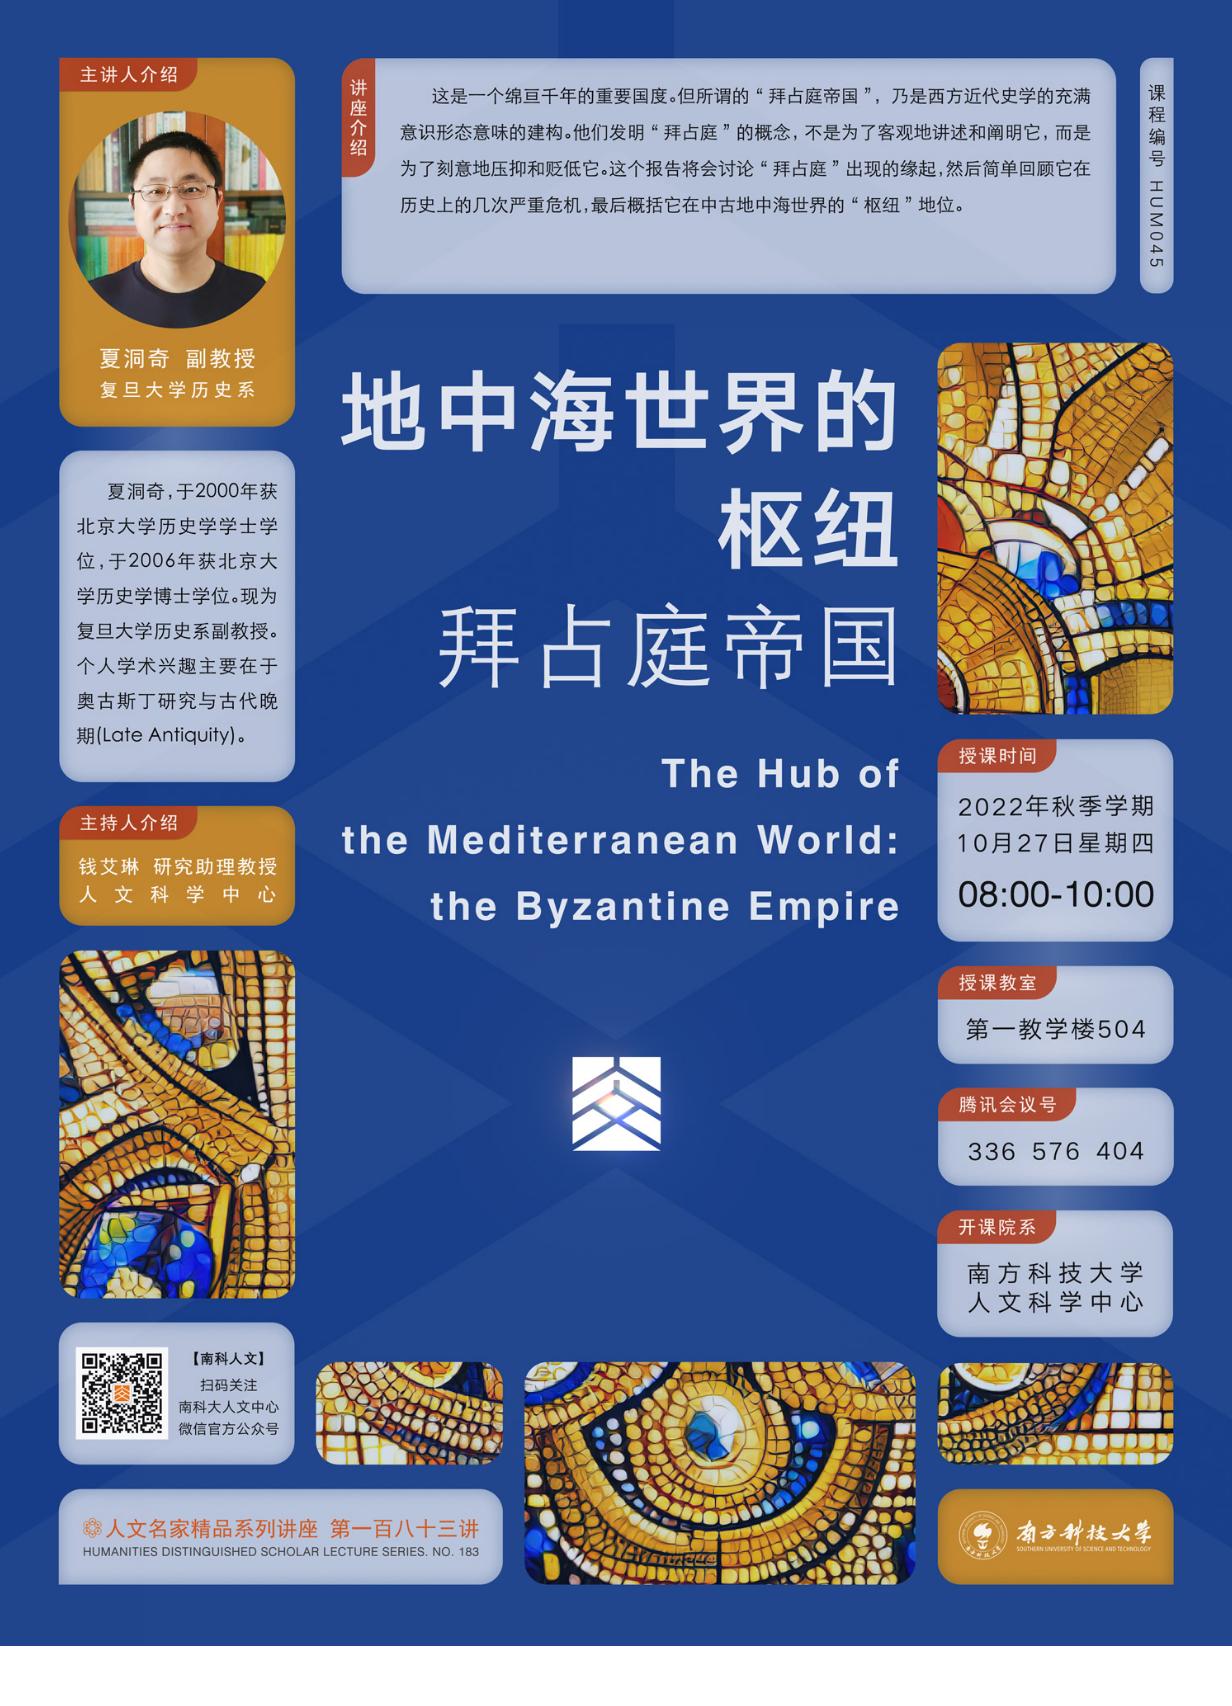 主讲人介绍
夏洞奇 副教授
复旦大学历史系
夏洞奇，于2000年获
北京大学历史学学士学
位，于2006年获北京大
学历史学博士学位。现为
复旦大学历史系副教授。
个人学术兴趣主要在于
奥古斯丁研究与古代晚
期(Late Antiquity)。
主持人介绍
钱艾琳 研究助理教授
人文科学中心
讲座介绍
这是一个绵亘千年的重要国度。但所谓的“拜占庭帝国”，乃是西方近代史学的充满
意识形态意味的建构。他们发明“拜占庭”的概念，不是为了客观地讲述和阐明它，而是
为了刻意地压抑和贬低它。这个报告将会讨论“拜占庭”出现的缘起，然后简单回顾它在
历史上的几次严重危机，最后概括它在中古地中海世界的“枢纽”地位。
课程编号 HUM045
地中海世界的
枢纽
拜占庭帝国
The Hub of
the Mediterranean World:
the Byzantine Empire
授课时间
2022年秋季学期
10月27日星期四
08:00-10:00
授课教室
第一教学楼504
腾讯会议号
336 576 404
开课院系
南方科技大学
人文科学中心
【南科人文】
扫码关注
南科大人文中心
微信官方公众号
人文名家精品系列讲座 第一百八十三讲
HUMANITIES DISTINGUISHED SCHOLAR LECTURE SERIES. NO. 183
南方科技大学
SOUTHERN UNIVERSITY OF SCIENCE AND TECHNOLOGY